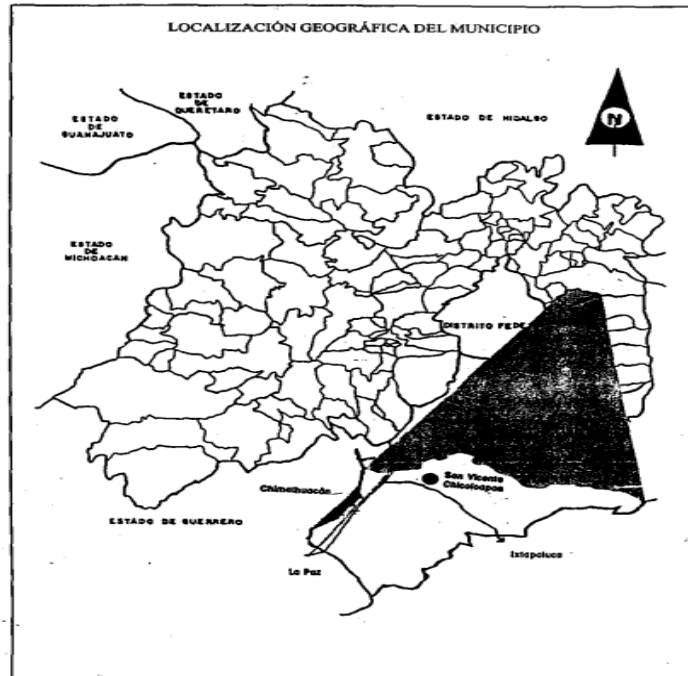 LOCALIZACIÓN GEOGRÁFICA DEL MUNICIPIO
ESTADO
DE
QUERETARO
ESTADO
DE
GUANAJUATO
ESTADO DE HIDALGO
N
ESTADO
DE
MICHOACÁN
DISTRITO FEDE
San Vicente
Chicoloapan
Chimalhuacán
ESTADO DE GUERRERO
Ixtapaluca
La Paz